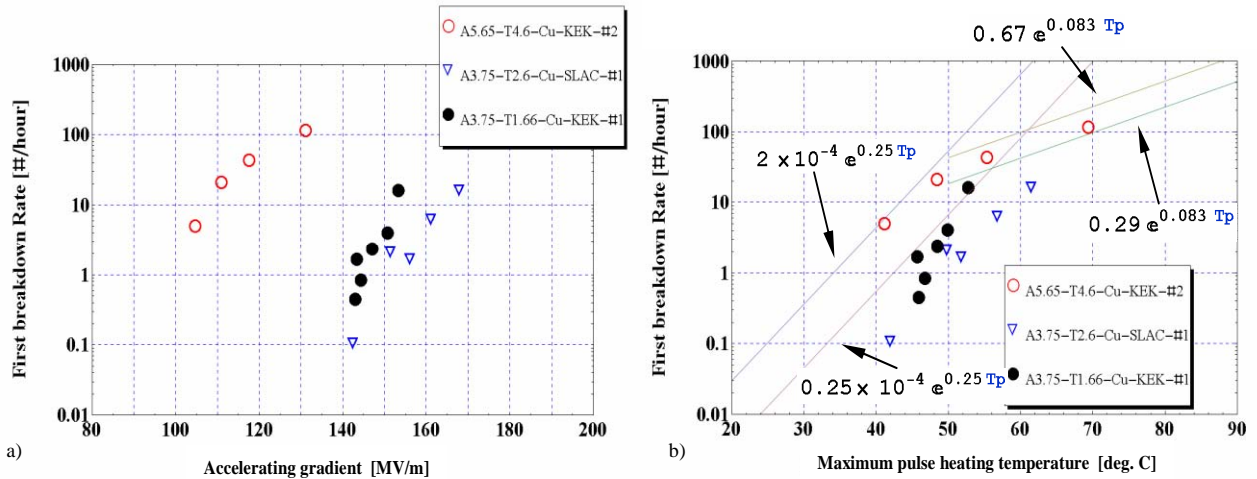 A5.65-T4.6-Cu-KEK-#2
A3.75-T2.6-Cu-SLAC-#1
A3.75-T1.66-Cu-KEK-#1
1000
100
10
1
0.1
0.01
80 100 120 140 160 180 200
First breakdown Rate [#/hour]
Accelerating gradient [MV/m]
a)
0.67 e^0.083 Tp
2 × 10^-4 e^0.25 Tp
0.29 e^0.083 Tp
0.25 × 10^-4 e^0.25 Tp
A5.65-T4.6-Cu-KEK-#2
A3.75-T2.6-Cu-SLAC-#1
A3.75-T1.66-Cu-KEK-#1
1000
100
10
1
0.1
0.01
20 30 40 50 60 70 80 90
First breakdown Rate [#/hour]
Maximum pulse heating temperature [deg. C]
b)